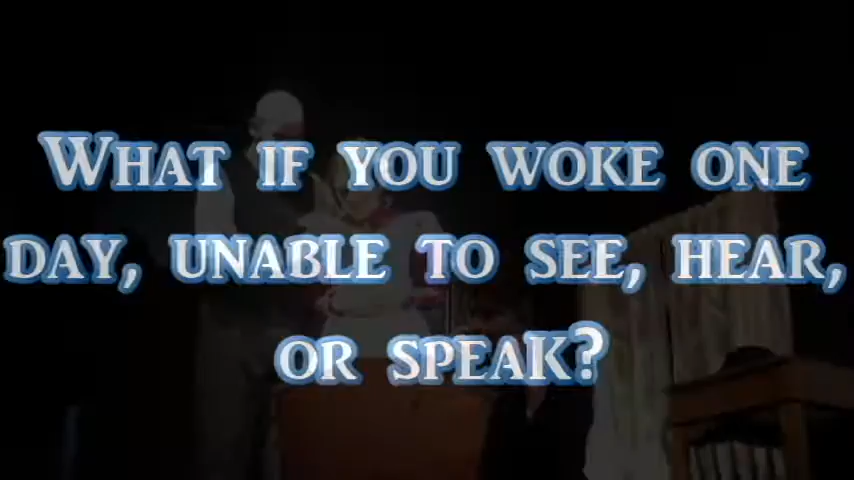 What if you woke one
day, unable to see, hear,
or speak?